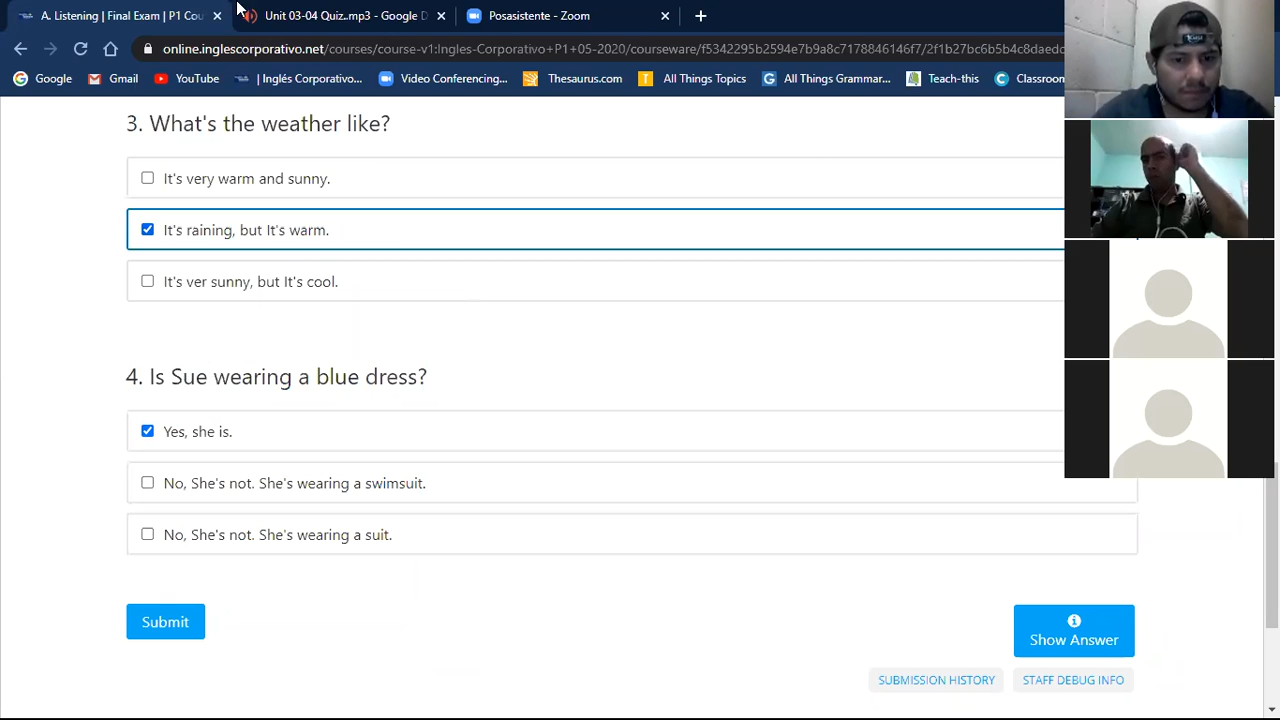 A. Listening | Final Exam | P1 Cou
Unit 03-04 Quiz..mp3 - Google D
Posasistente - Zoom
online.inglescorporativo.net/courses/course-v1:Ingles-Corporativo+P1+05-2020/courseware/f5342295b2594e7b9a8c7178846146f7/2f1b27bc6b5b4c8daedc
Google
Gmail
YouTube
| Inglés Corporativo...
Video Conferencing...
Thesaurus.com
All Things Topics
All Things Grammar...
Teach-this
Classroom
3. What's the weather like?
It's very warm and sunny.
It's raining, but It's warm.
It's ver sunny, but It's cool.
4. Is Sue wearing a blue dress?
Yes, she is.
No, She's not. She's wearing a swimsuit.
No, She's not. She's wearing a suit.
Submit
Show Answer
SUBMISSION HISTORY
STAFF DEBUG INFO